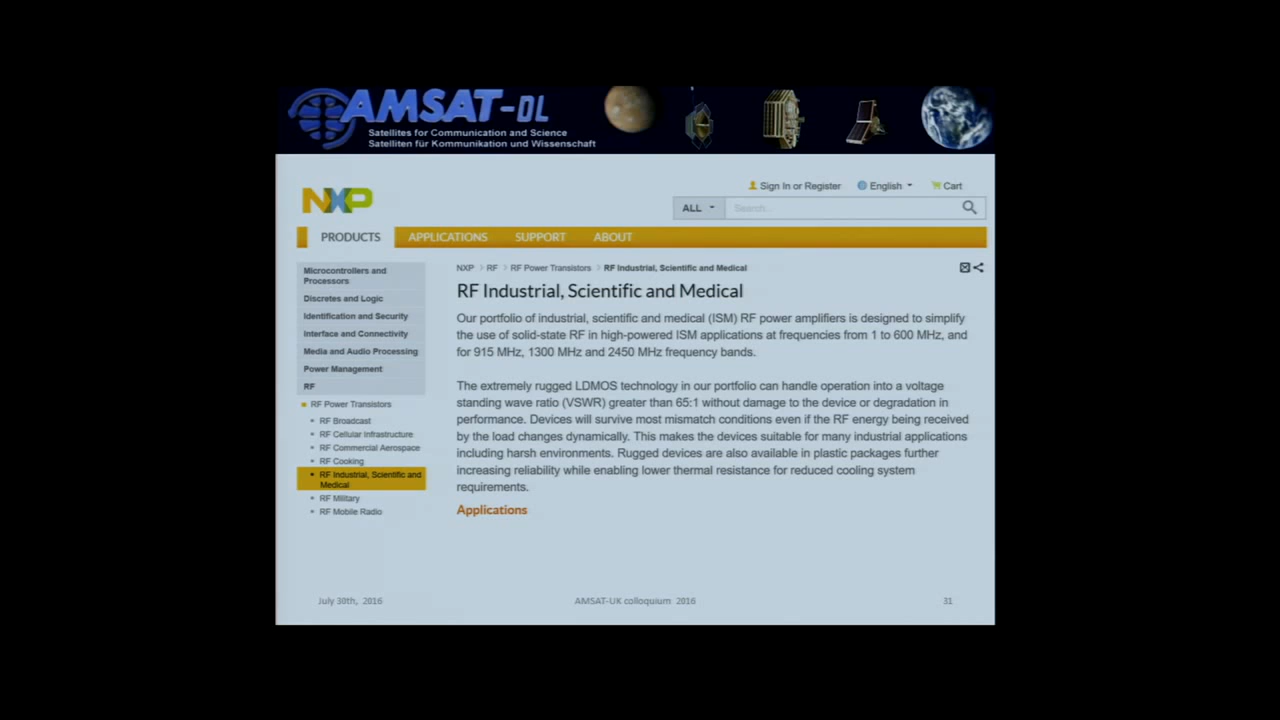 AMSAT-DL
Satellites for Communication and Science
Satelliten für Kommunikation und Wissenschaft
NXP
Sign In or Register English Cart
ALL Search...
PRODUCTS APPLICATIONS SUPPORT ABOUT
Microcontrollers and
Processors
Discretes and Logic
Identification and Security
Interface and Connectivity
Media and Audio Processing
Power Management
RF
RF Power Transistors
RF Broadcast
RF Cellular Infrastructure
RF Commercial Aerospace
RF Cooking
RF Industrial, Scientific and
Medical
RF Military
RF Mobile Radio
NXP > RF > RF Power Transistors > RF Industrial, Scientific and Medical
RF Industrial, Scientific and Medical
Our portfolio of industrial, scientific and medical (ISM) RF power amplifiers is designed to simplify
the use of solid-state RF in high-powered ISM applications at frequencies from 1 to 600 MHz, and
for 915 MHz, 1300 MHz and 2450 MHz frequency bands.
The extremely rugged LDMOS technology in our portfolio can handle operation into a voltage
standing wave ratio (VSWR) greater than 65:1 without damage to the device or degradation in
performance. Devices will survive most mismatch conditions even if the RF energy being received
by the load changes dynamically. This makes the devices suitable for many industrial applications
including harsh environments. Rugged devices are also available in plastic packages further
increasing reliability while enabling lower thermal resistance for reduced cooling system
requirements.
Applications
July 30th, 2016 AMSAT-UK colloquium 2016 31